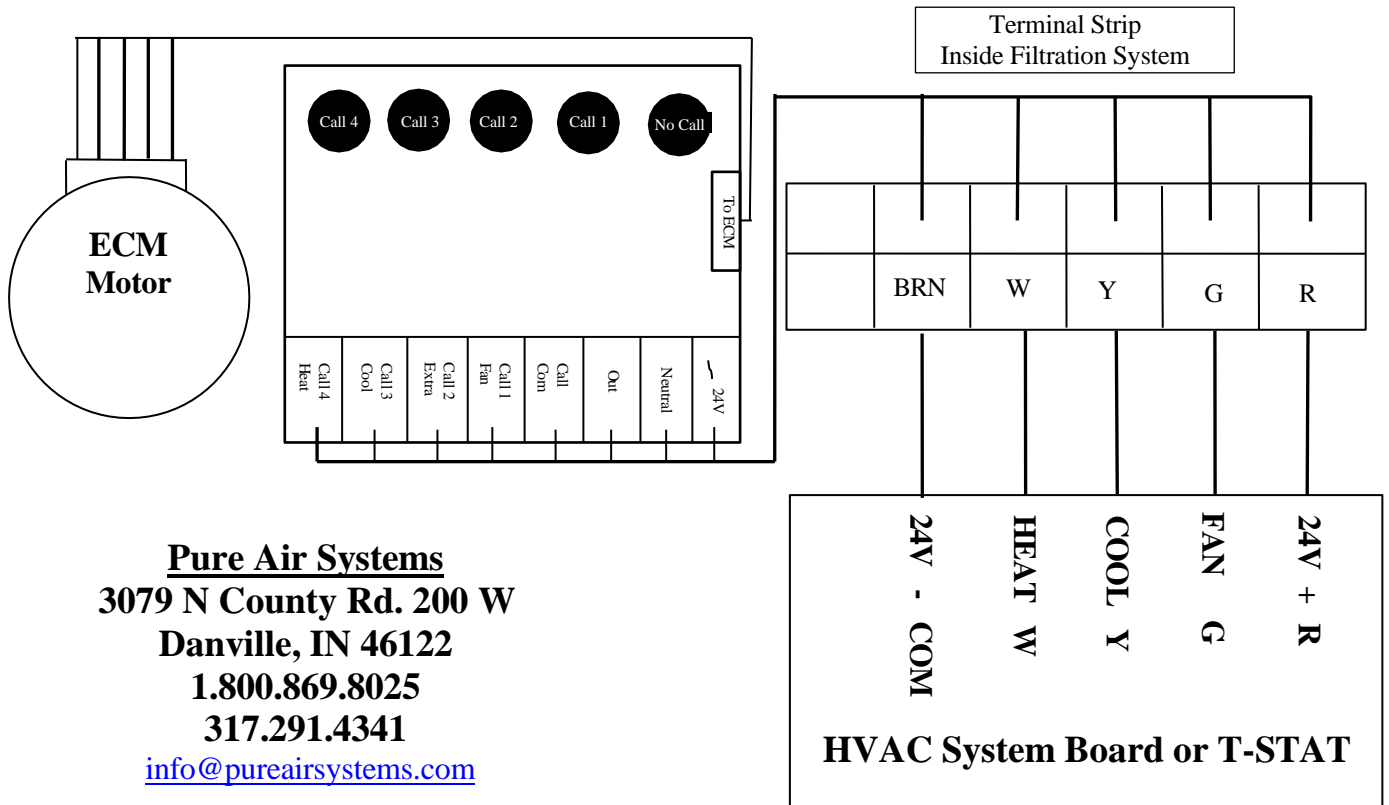 Terminal Strip
Inside Filtration System
Call 4
Call 3
Call 2
Call 1
No Call
To ECM
ECM
Motor
BRN
W
Y
G
R
Call 4
Heat
Call 3
Cool
Call 2
Extra
Call 1
Fan
Call
Com
Out
Neutral
~ 24V
24V - COM
HEAT W
COOL Y
FAN G
24V + R
HVAC System Board or T-STAT
Pure Air Systems
3079 N County Rd. 200 W
Danville, IN 46122
1.800.869.8025
317.291.4341
info@pureairsystems.com